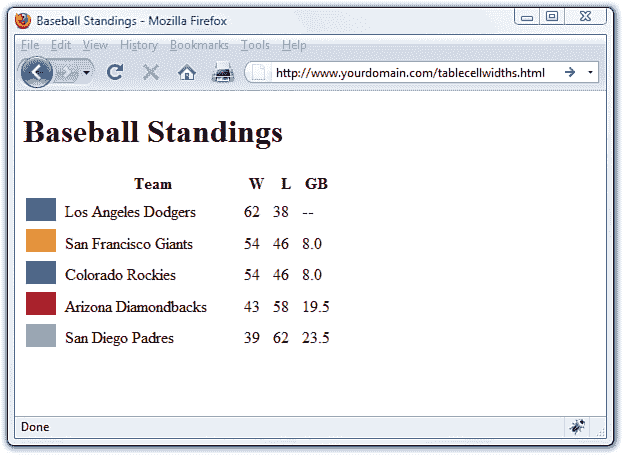 Baseball Standings - Mozilla Firefox
File Edit View History Bookmarks Tools Help
http://www.yourdomain.com/tablecellwidths.html
Baseball Standings
Team W L GB
Los Angeles Dodgers 62 38 --
San Francisco Giants 54 46 8.0
Colorado Rockies 54 46 8.0
Arizona Diamondbacks 43 58 19.5
San Diego Padres 39 62 23.5
Done